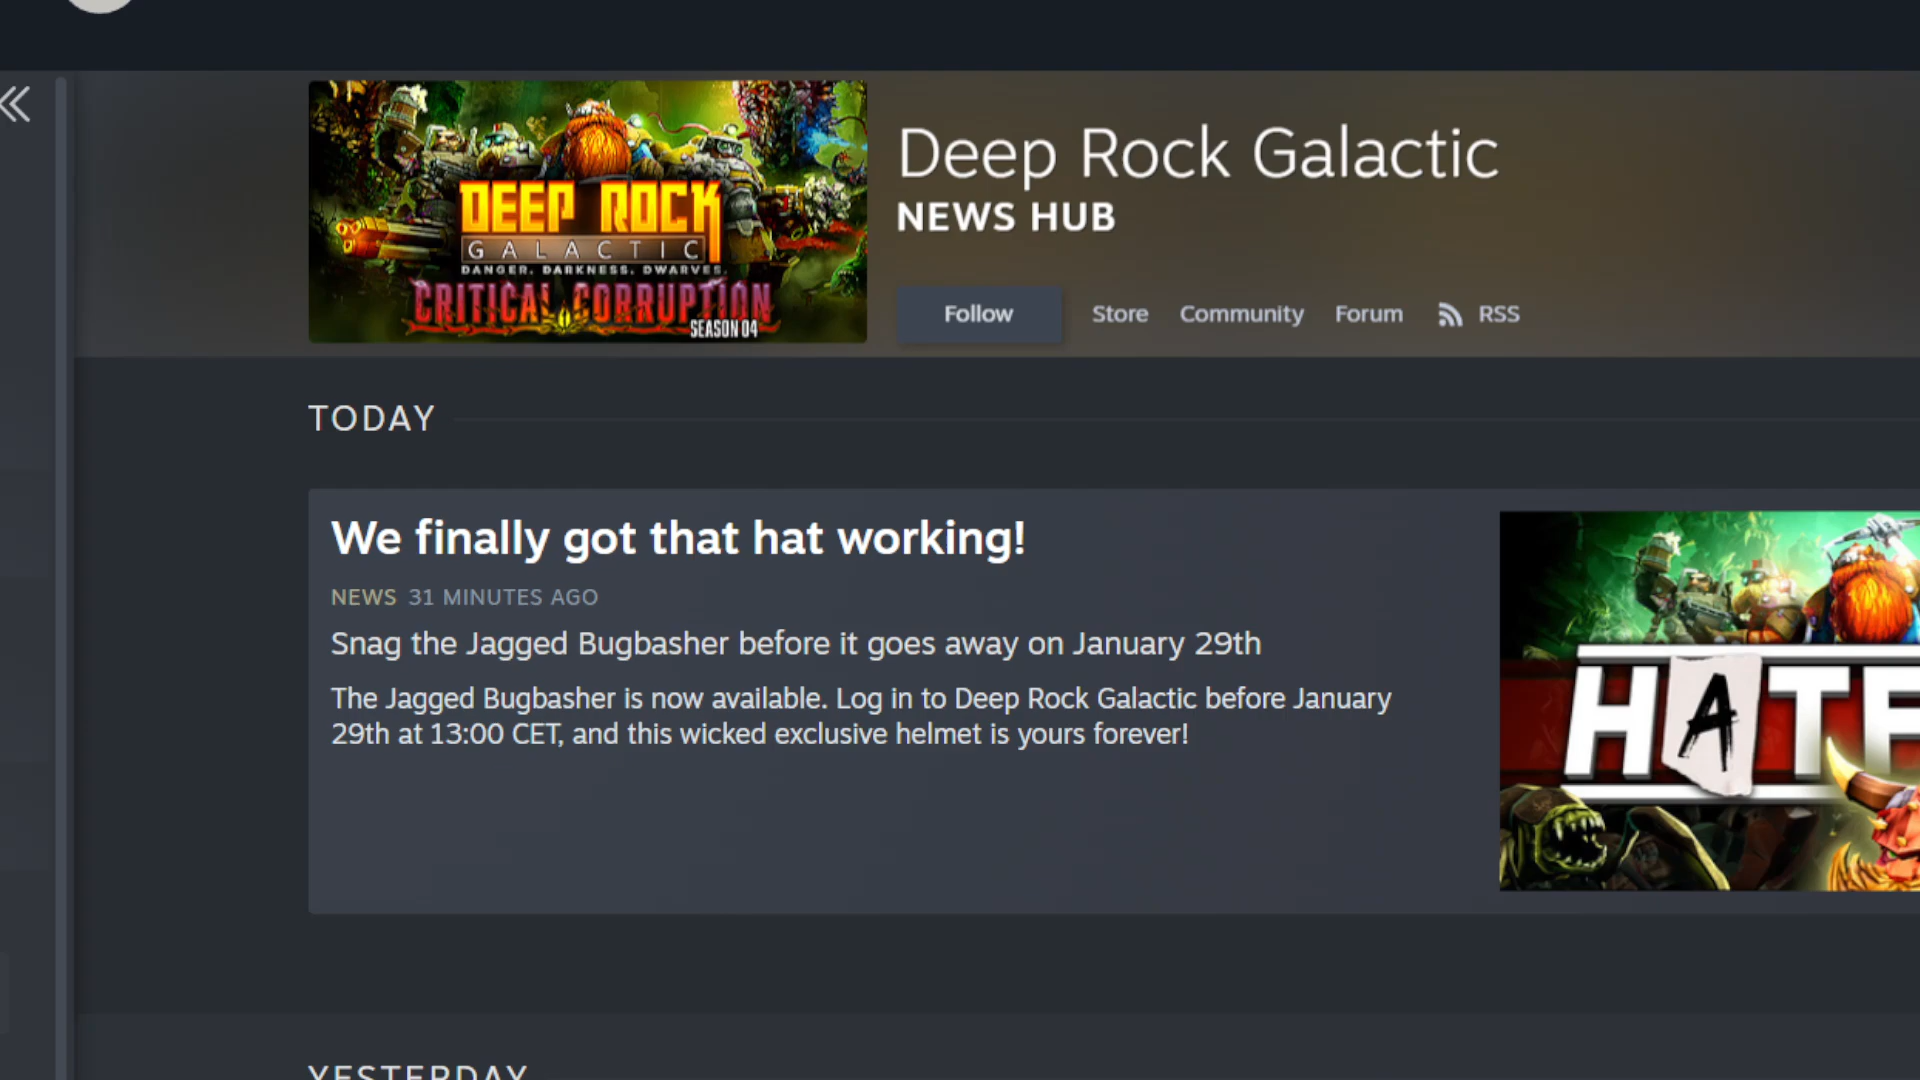 DEEP ROCK
GALACTIC
DANGER. DARKNESS. DWARVES.
CRITICAL CORRUPTION
SEASON 04
Deep Rock Galactic
NEWS HUB
Follow Store Community Forum RSS
TODAY
We finally got that hat working!
NEWS 31 MINUTES AGO
Snag the Jagged Bugbasher before it goes away on January 29th
The Jagged Bugbasher is now available. Log in to Deep Rock Galactic before January
29th at 13:00 CET, and this wicked exclusive helmet is yours forever!
YESTERDAY